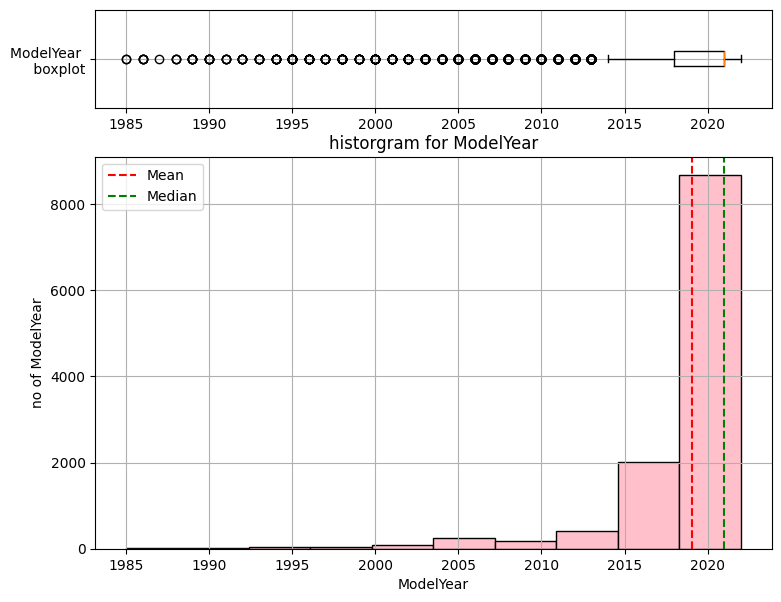 ModelYear
boxplot
1985 1990 1995 2000 2005 2010 2015 2020
historgram for ModelYear
Mean
Median
8000
6000
4000
2000
0
no of ModelYear
1985 1990 1995 2000 2005 2010 2015 2020
ModelYear